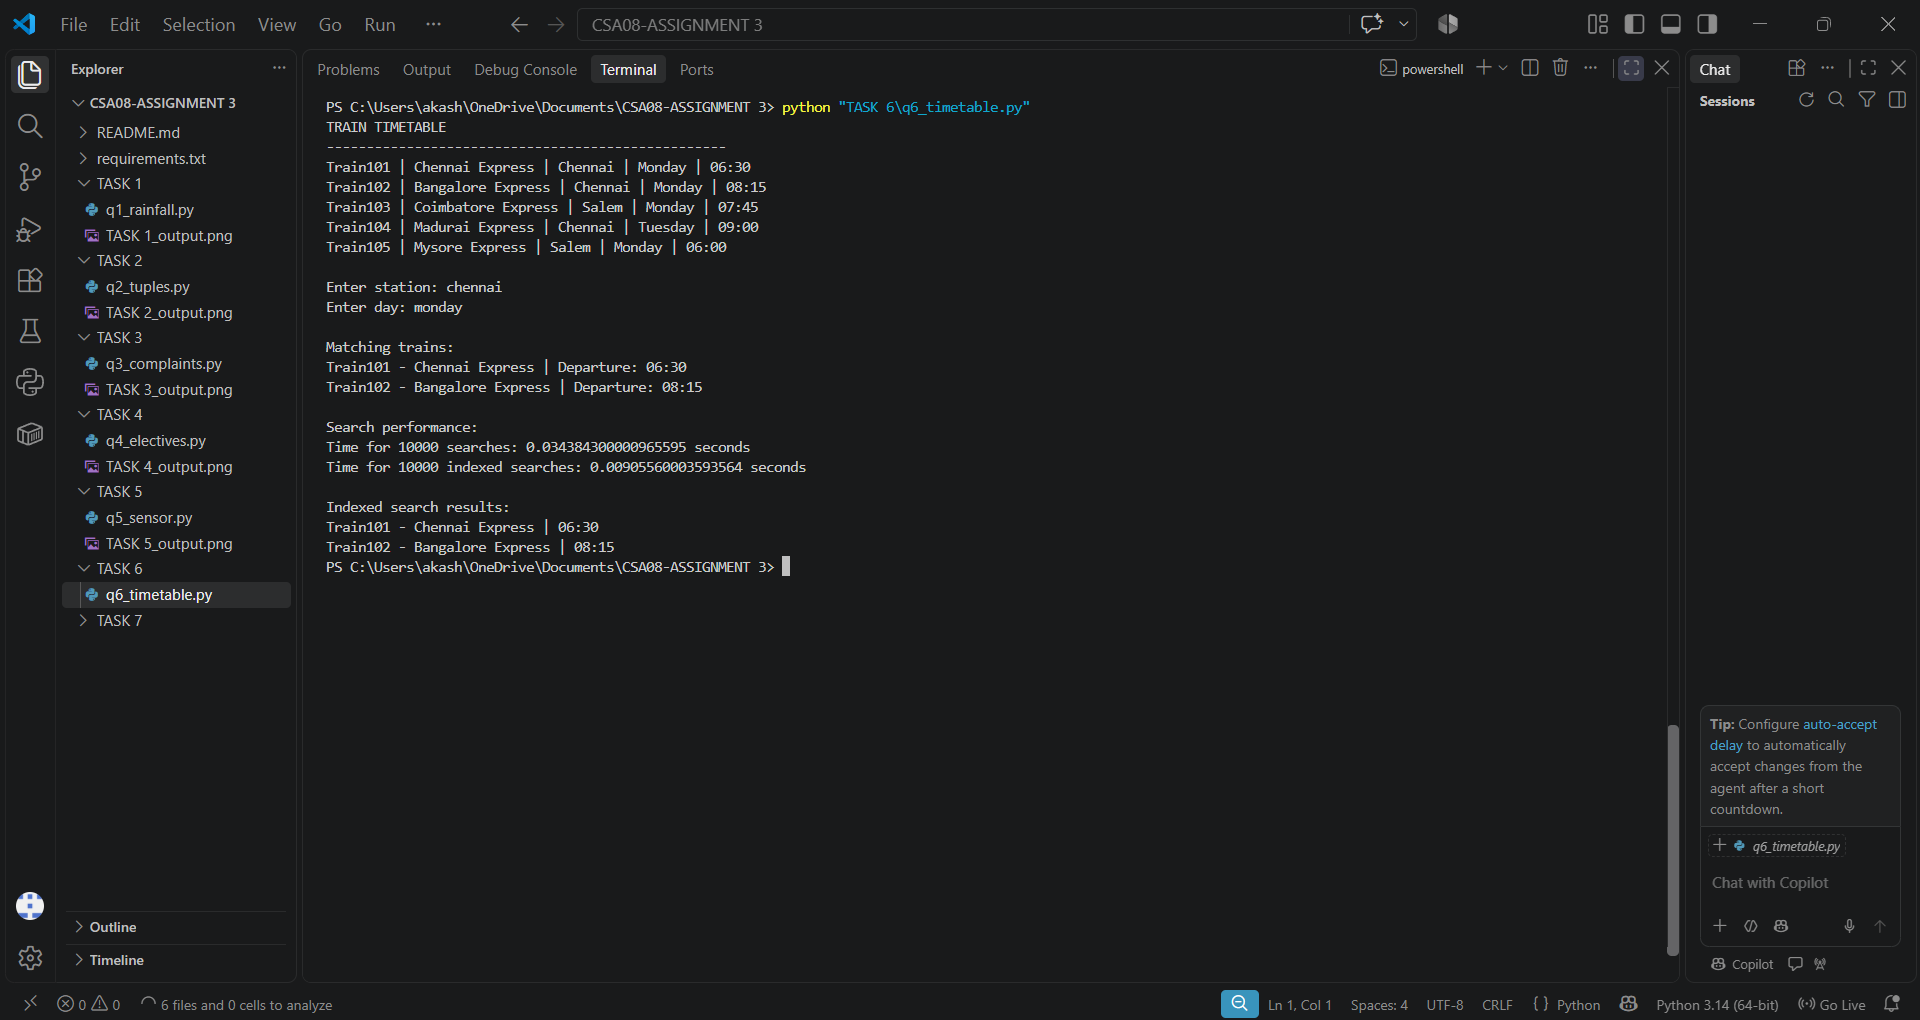 File Edit Selection View Go Run ··· CSA08-ASSIGNMENT 3
Explorer ···
CSA08-ASSIGNMENT 3
README.md
requirements.txt
TASK 1
q1_rainfall.py
TASK 1_output.png
TASK 2
q2_tuples.py
TASK 2_output.png
TASK 3
q3_complaints.py
TASK 3_output.png
TASK 4
q4_electives.py
TASK 4_output.png
TASK 5
q5_sensor.py
TASK 5_output.png
TASK 6
q6_timetable.py
TASK 7
Outline
Timeline
Problems Output Debug Console Terminal Ports powershell
PS C:\Users\akash\OneDrive\Documents\CSA08-ASSIGNMENT 3> python "TASK 6\q6_timetable.py"
TRAIN TIMETABLE
--------------------------------------------------
Train101 | Chennai Express | Chennai | Monday | 06:30
Train102 | Bangalore Express | Chennai | Monday | 08:15
Train103 | Coimbatore Express | Salem | Monday | 07:45
Train104 | Madurai Express | Chennai | Tuesday | 09:00
Train105 | Mysore Express | Salem | Monday | 06:00
Enter station: chennai
Enter day: monday
Matching trains:
Train101 - Chennai Express | Departure: 06:30
Train102 - Bangalore Express | Departure: 08:15
Search performance:
Time for 10000 searches: 0.034384300000965595 seconds
Time for 10000 indexed searches: 0.00905560003593564 seconds
Indexed search results:
Train101 - Chennai Express | 06:30
Train102 - Bangalore Express | 08:15
PS C:\Users\akash\OneDrive\Documents\CSA08-ASSIGNMENT 3>
Chat
Sessions
Tip: Configure auto-accept
delay to automatically
accept changes from the
agent after a short
countdown.
q6_timetable.py
Chat with Copilot
Copilot
0 0 6 files and 0 cells to analyze Ln 1, Col 1 Spaces: 4 UTF-8 CRLF {} Python Python 3.14 (64-bit) Go Live